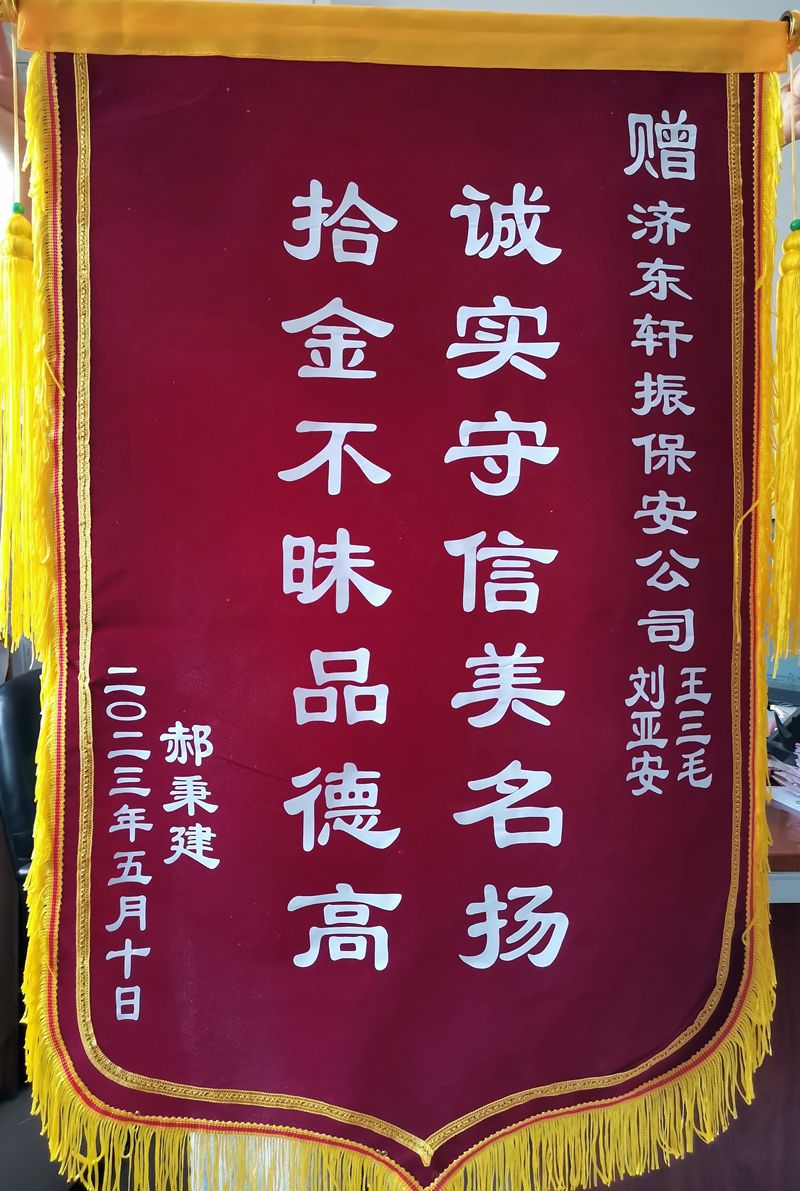 赠济东轩振保安公司
王三毛
刘亚安
诚实守信美名扬
拾金不昧品德高
郝秉建
二〇二三年五月十日